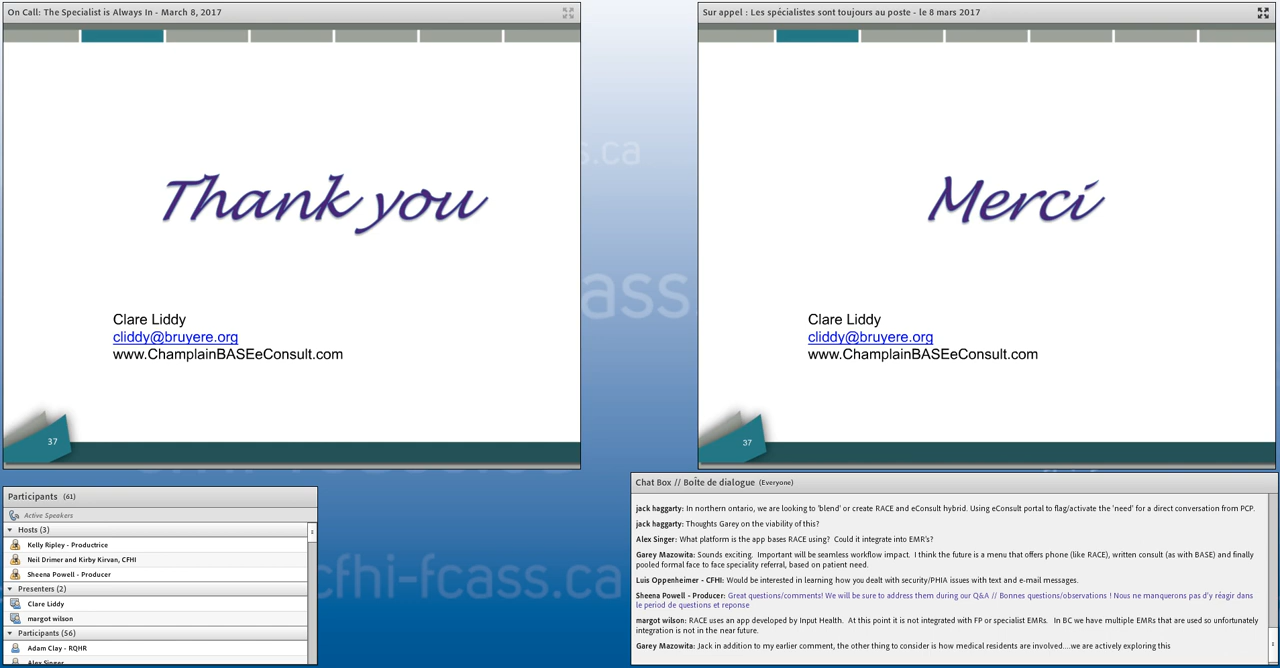 On Call: The Specialist is Always In - March 8, 2017
Thank you
Clare Liddy
cliddy@bruyere.org
www.ChamplainBASEeConsult.com
37
Sur appel : Les spécialistes sont toujours au poste - le 8 mars 2017
Merci
Clare Liddy
cliddy@bruyere.org
www.ChamplainBASEeConsult.com
37
s.ca
ass.
cfhi-fcass.ca
Participants (61)
Active Speakers
Hosts (3)
Kelly Ripley - Productrice
Neil Drimer and Kirby Kirvan, CFHI
Sheena Powell - Producer
Presenters (2)
Clare Liddy
margot wilson
Participants (56)
Adam Clay - RQHR
Alex Singer
Chat Box // Boîte de dialogue (Everyone)
jack haggarty: In northern ontario, we are looking to 'blend' or create RACE and eConsult hybrid. Using eConsult portal to flag/activate the 'need' for a direct conversation from PCP.
jack haggarty: Thoughts Garey on the viability of this?
Alex Singer: What platform is the app bases RACE using? Could it integrate into EMR's?
Garey Mazowita: Sounds exciting. Important will be seamless workflow impact. I think the future is a menu that offers phone (like RACE), written consult (as with BASE) and finally
pooled formal face to face speciality referral, based on patient need.
Luis Oppenheimer - CFHI: Would be interested in learning how you dealt with security/PHIA issues with text and e-mail messages.
Sheena Powell - Producer: Great questions/comments! We will be sure to address them during our Q&A // Bonnes questions/observations ! Nous ne manquerons pas d'y réagir dans
le period de questions et reponse
margot wilson: RACE uses an app developed by Input Health. At this point it is not integrated with FP or specialist EMRs. In BC we have multiple EMRs that are used so unfortunately
integration is not in the near future.
Garey Mazowita: Jack in addition to my earlier comment, the other thing to consider is how medical residents are involved....we are actively exploring this